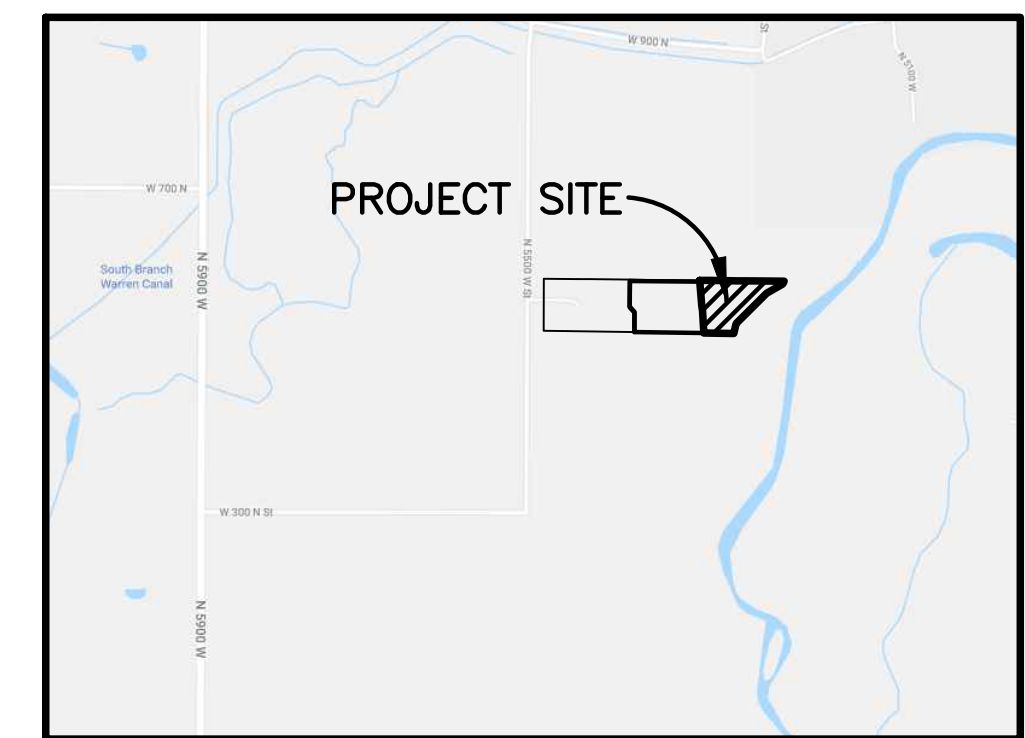 St
W 900 N
N 5100 W
W 700 N
PROJECT SITE
N 5500 W St
South Branch
Warren Canal
N 5900 W
W 300 N St
N 5900 W